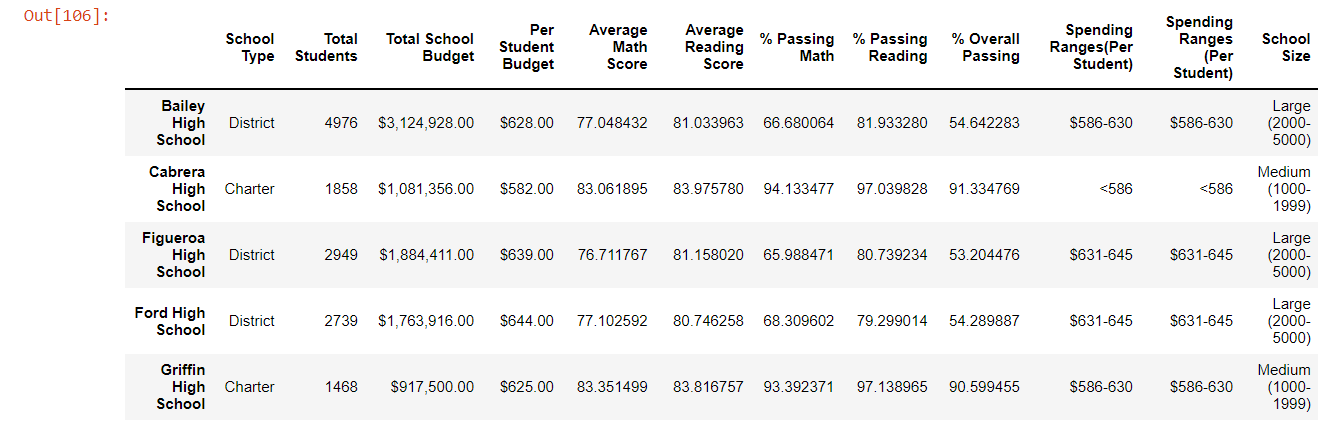 Out[106]:
School Type	Total Students	Total School Budget	Per Student Budget	Average Math Score	Average Reading Score	% Passing Math	% Passing Reading	% Overall Passing	Spending Ranges(Per Student)	Spending Ranges (Per Student)	School Size
Bailey High School	District	4976	$3,124,928.00	$628.00	77.048432	81.033963	66.680064	81.933280	54.642283	$586-630	$586-630	Large (2000-5000)
Cabrera High School	Charter	1858	$1,081,356.00	$582.00	83.061895	83.975780	94.133477	97.039828	91.334769	<586	<586	Medium (1000-1999)
Figueroa High School	District	2949	$1,884,411.00	$639.00	76.711767	81.158020	65.988471	80.739234	53.204476	$631-645	$631-645	Large (2000-5000)
Ford High School	District	2739	$1,763,916.00	$644.00	77.102592	80.746258	68.309602	79.299014	54.289887	$631-645	$631-645	Large (2000-5000)
Griffin High School	Charter	1468	$917,500.00	$625.00	83.351499	83.816757	93.392371	97.138965	90.599455	$586-630	$586-630	Medium (1000-1999)